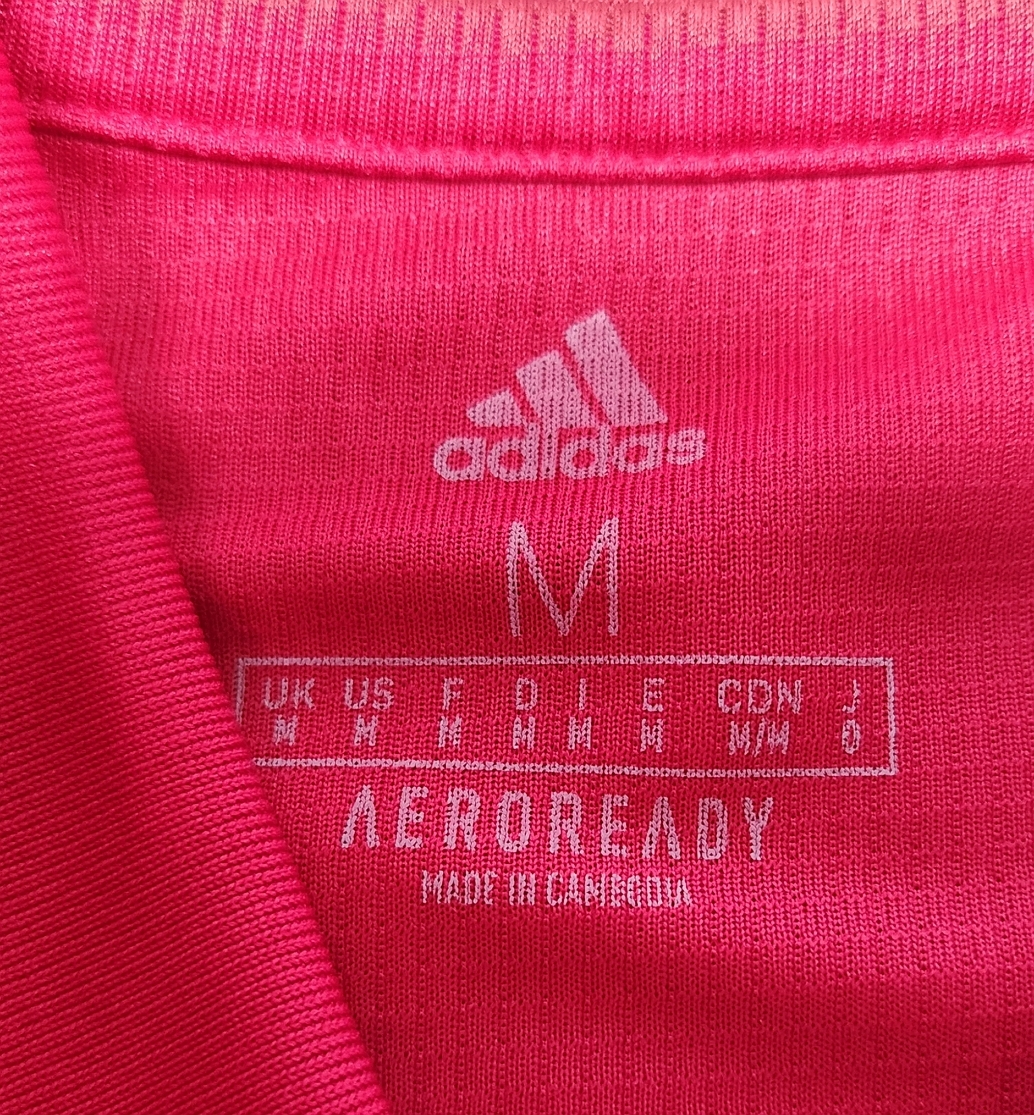 adidas
M
UK US F D I E CDN J
M M M M M M M/M O
AEROREADY
MADE IN CAMBODIA